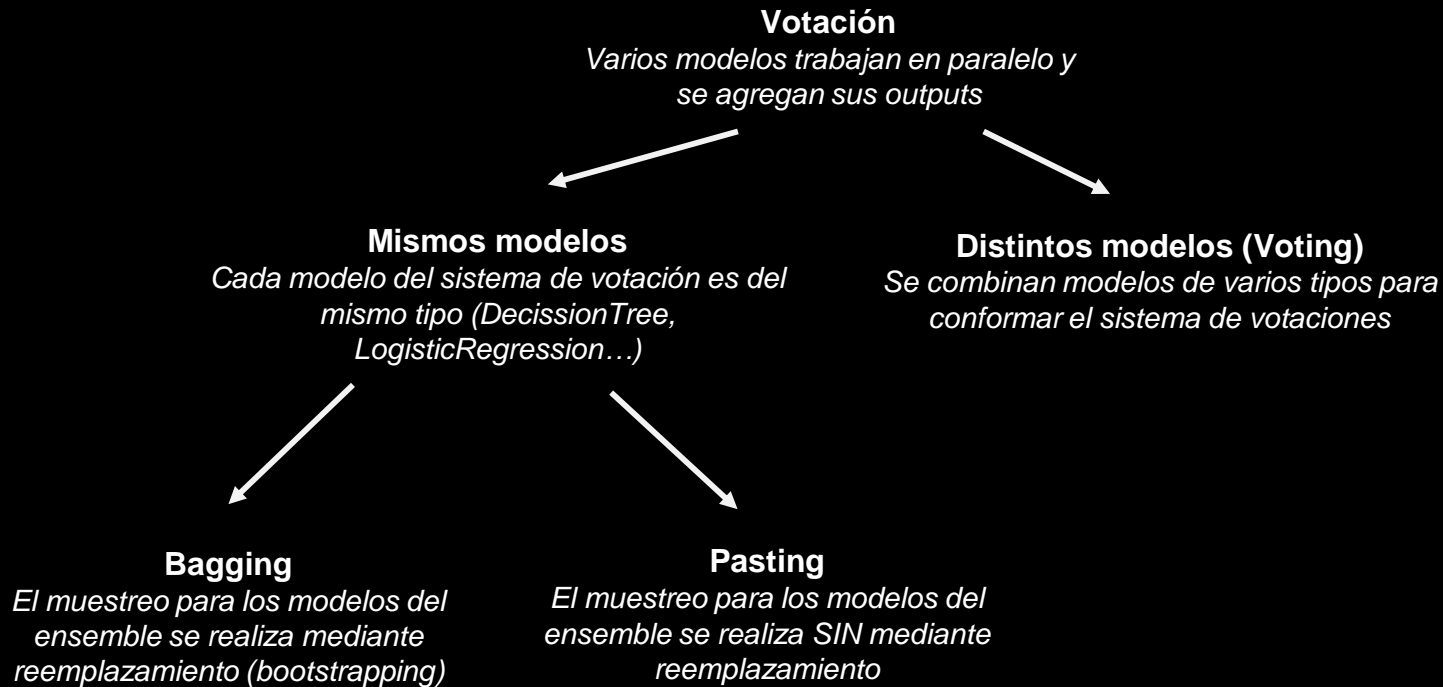 Votación
Varios modelos trabajan en paralelo y
se agregan sus outputs
Mismos modelos
Cada modelo del sistema de votación es del
mismo tipo (DecissionTree,
LogisticRegression…)
Distintos modelos (Voting)
Se combinan modelos de varios tipos para
conformar el sistema de votaciones
Bagging
El muestreo para los modelos del
ensemble se realiza mediante
reemplazamiento (bootstrapping)
Pasting
El muestreo para los modelos del
ensemble se realiza SIN mediante
reemplazamiento